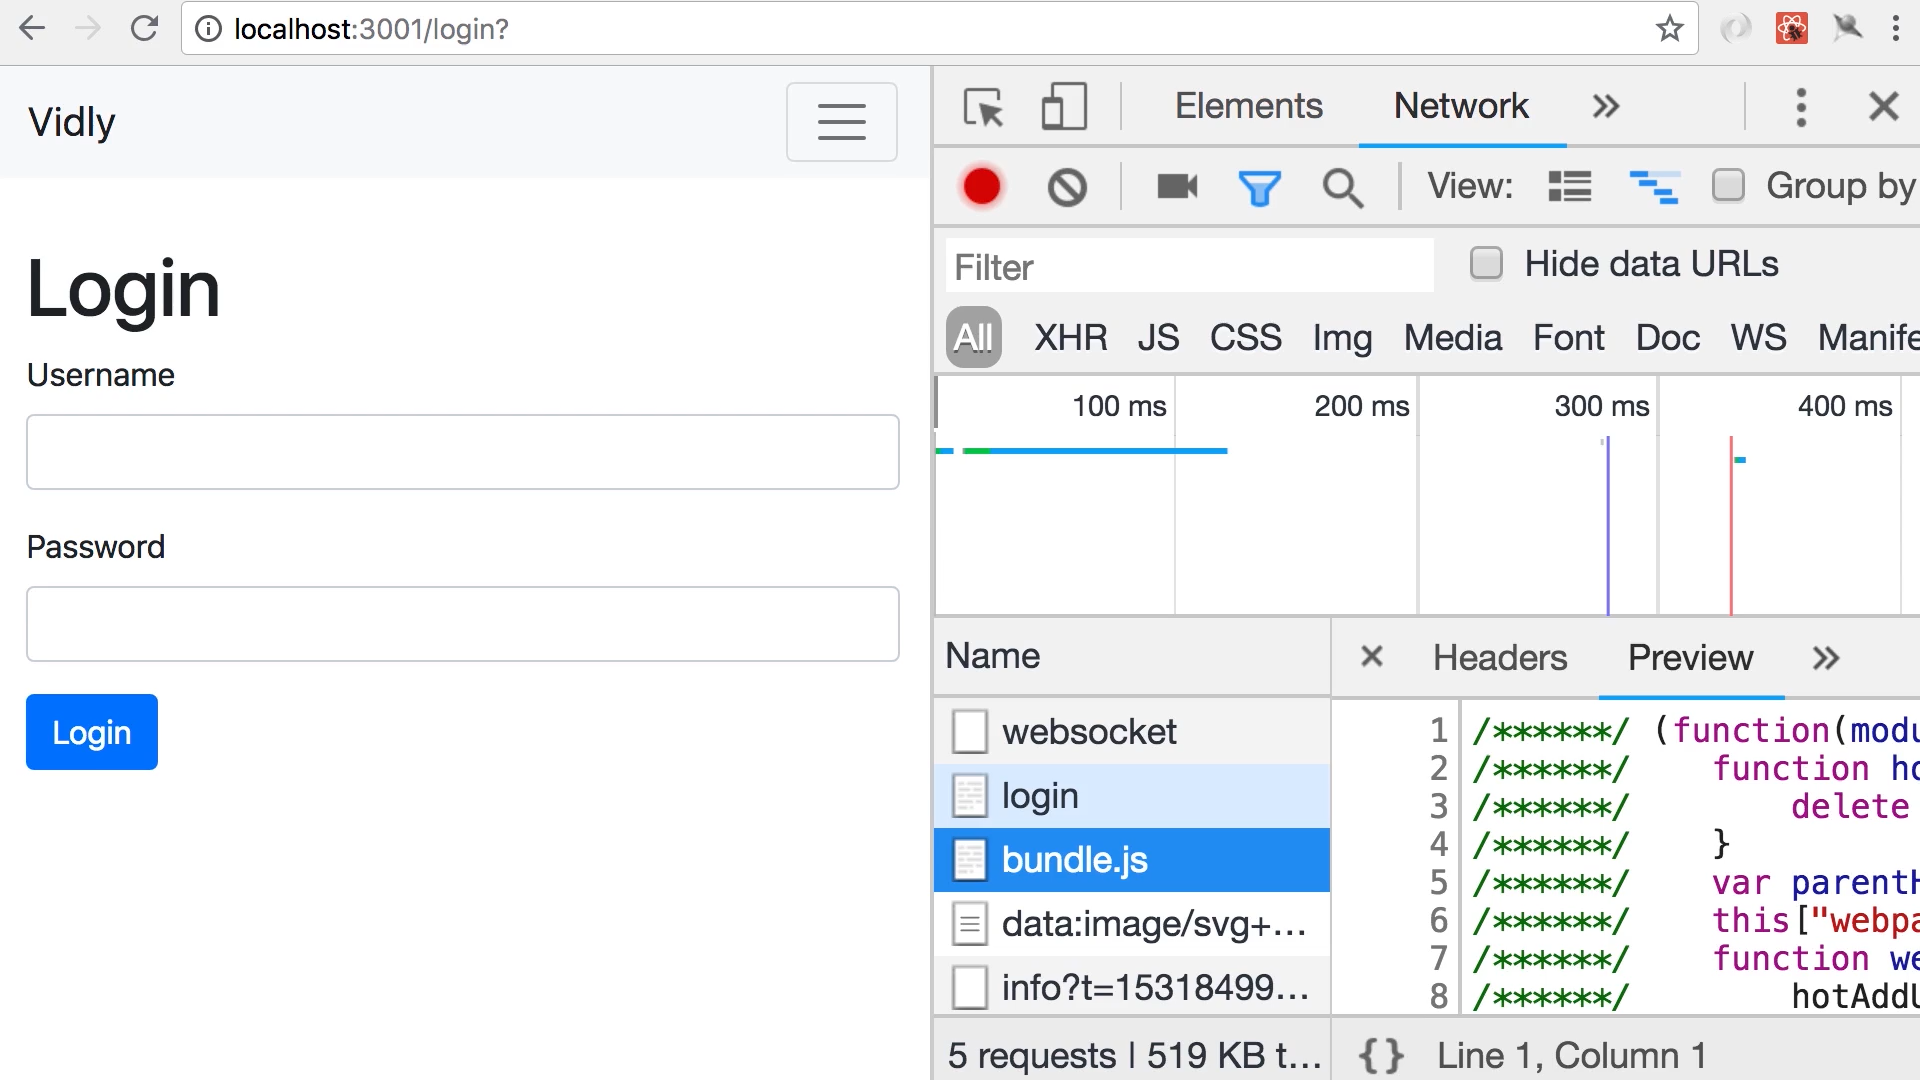 localhost:3001/login?
Vidly
Login
Username
Password
Login
Elements Network
View: Group by
Filter Hide data URLs
All XHR JS CSS Img Media Font Doc WS Manife
100 ms 200 ms 300 ms 400 ms
Name
websocket
login
bundle.js
data:image/svg+...
info?t=15318499...
5 requests | 519 KB t...
Headers Preview
1 /******/ (function(modu
2 /******/ function ho
3 /******/ delete
4 /******/ }
5 /******/ var parentH
6 /******/ this["webpa
7 /******/ function we
8 /******/ hotAddU
{} Line 1, Column 1